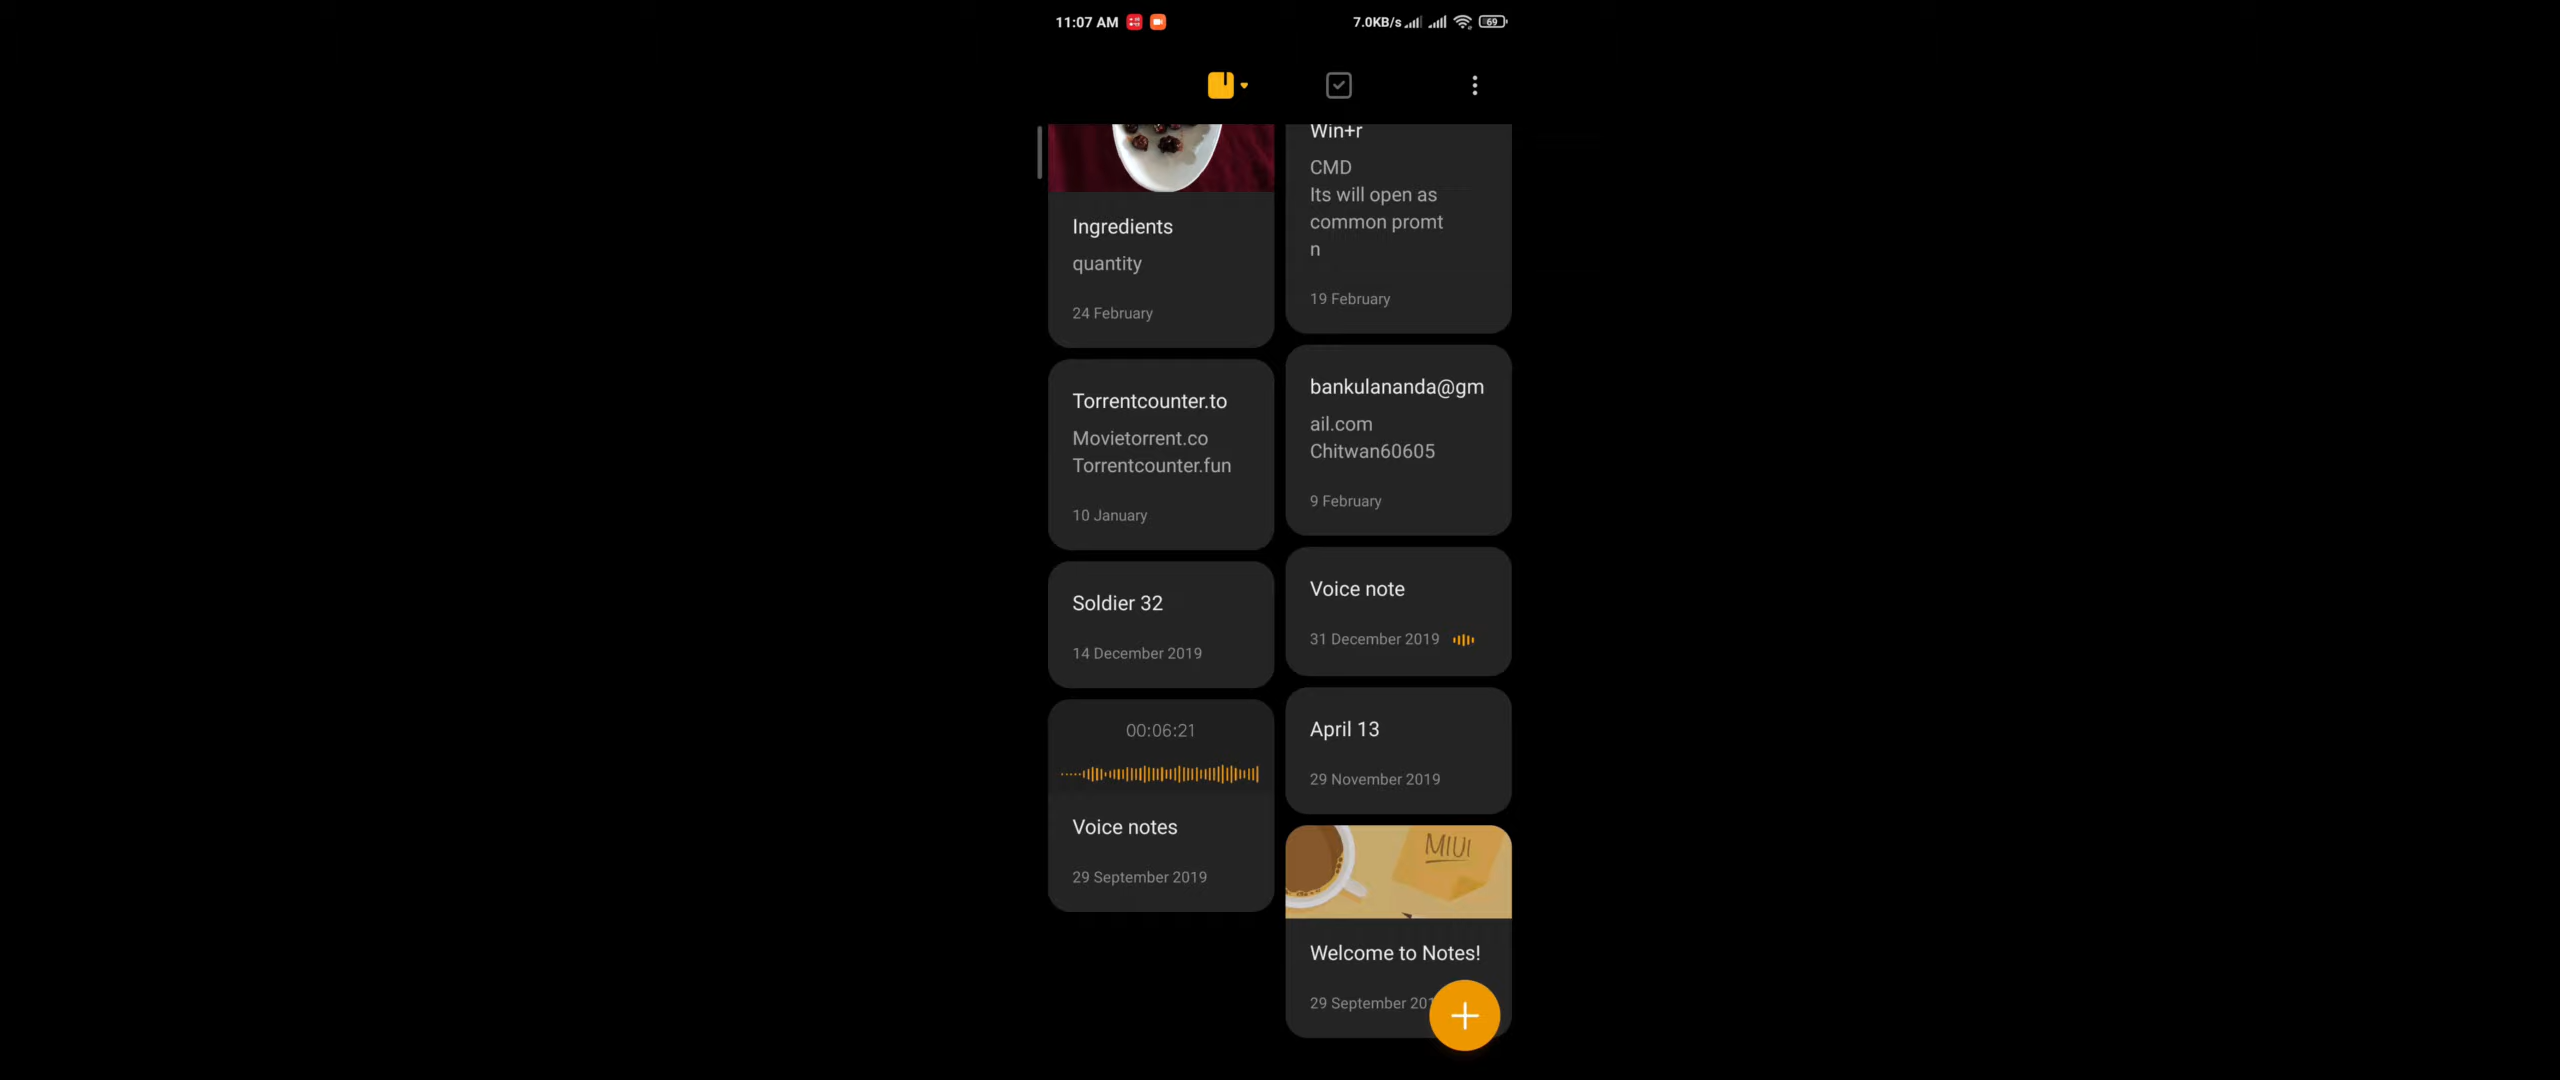 11:07 AM
7.0KB/s
69
Ingredients
quantity
24 February
Torrentcounter.to
Movietorrent.co
Torrentcounter.fun
10 January
Soldier 32
14 December 2019
00:06:21
Voice notes
29 September 2019
Win+r
CMD
Its will open as
common promt
n
19 February
bankulananda@gm
ail.com
Chitwan60605
9 February
Voice note
31 December 2019
April 13
29 November 2019
MIUI
Welcome to Notes!
29 September 201